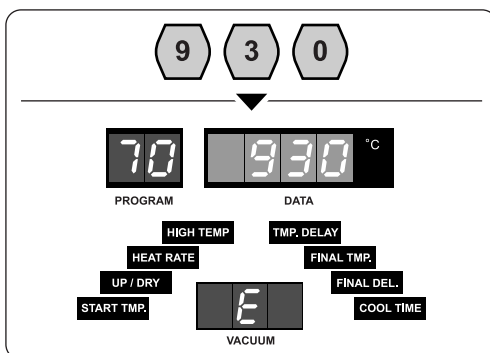 9 3 0
70 930 °C
PROGRAM DATA
HIGH TEMP TMP. DELAY
HEAT RATE FINAL TMP.
UP / DRY FINAL DEL.
START TMP. E COOL TIME
VACUUM